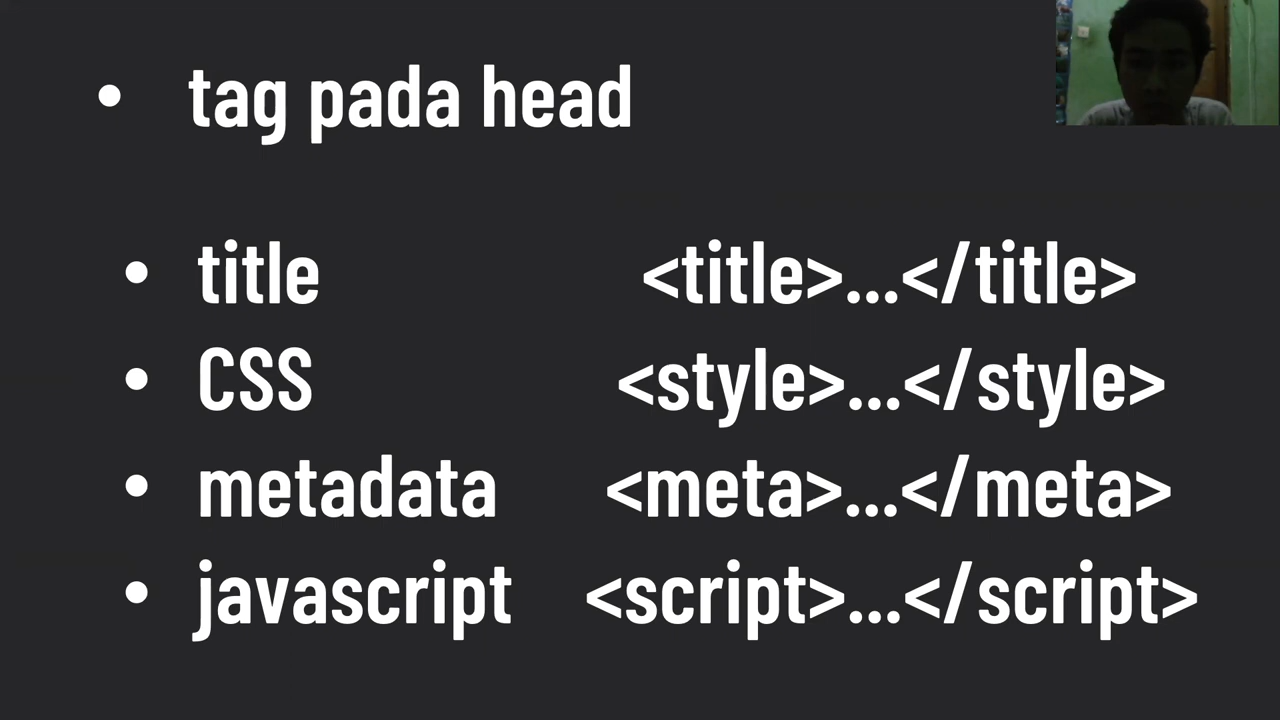 • tag pada head
• title <title>...</title>
• CSS <style>...</style>
• metadata <meta>...</meta>
• javascript <script>...</script>